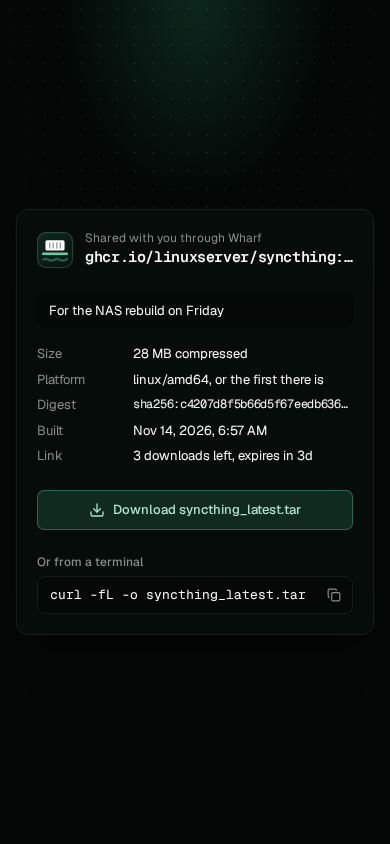 Shared with you through Wharf
ghcr.io/linuxserver/syncthing:…
For the NAS rebuild on Friday
Size 28 MB compressed
Platform linux/amd64, or the first there is
Digest sha256:c4207d8f5b66d5f67eedb636…
Built Nov 14, 2026, 6:57 AM
Link 3 downloads left, expires in 3d
Download syncthing_latest.tar
Or from a terminal
curl -fL -o syncthing_latest.tar